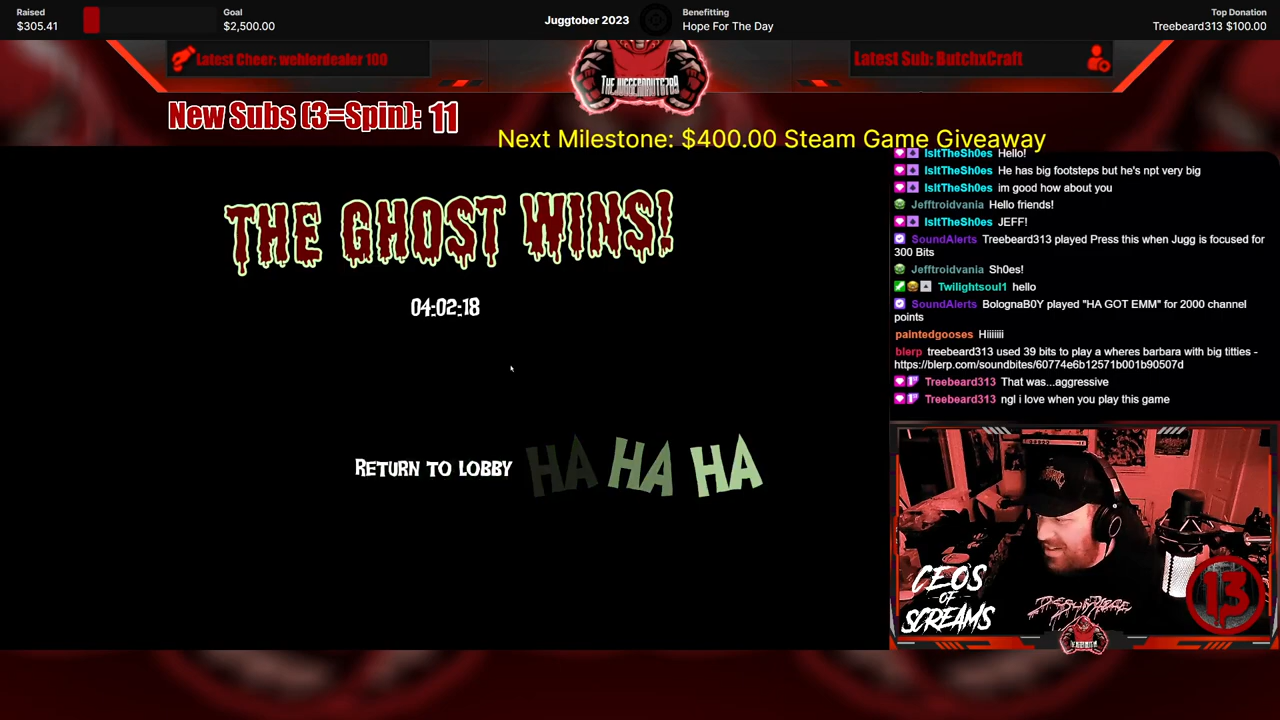 Raised
$305.41
Goal
$2,500.00
Juggtober 2023
Benefitting
Hope For The Day
Top Donation
Treebeard313 $100.00
Latest Cheer: wehlerdealer 100
THEJUGGERNAUT6789
Latest Sub: ButchxCraft
New Subs (3=Spin): 11
Next Milestone: $400.00 Steam Game Giveaway
THE GHOST WINS!
04:02:18
RETURN TO LOBBY
HA HA HA
IsItTheSh0es Hello!
IsItTheSh0es He has big footsteps but he's npt very big
IsItTheSh0es im good how about you
Jefftroidvania Hello friends!
IsItTheSh0es JEFF!
SoundAlerts Treebeard313 played Press this when Jugg is focused for
300 Bits
Jefftroidvania Sh0es!
Twilightsoul1 hello
SoundAlerts BolognaB0Y played "HA GOT EMM" for 2000 channel
points
paintedgooses Hiiiiiii
blerp treebeard313 used 39 bits to play a wheres barbara with big titties -
https://blerp.com/soundbites/60774e6b12571b001b90507d
Treebeard313 That was...aggressive
Treebeard313 ngl i love when you play this game
CEOS
OF
SCREAMS
13